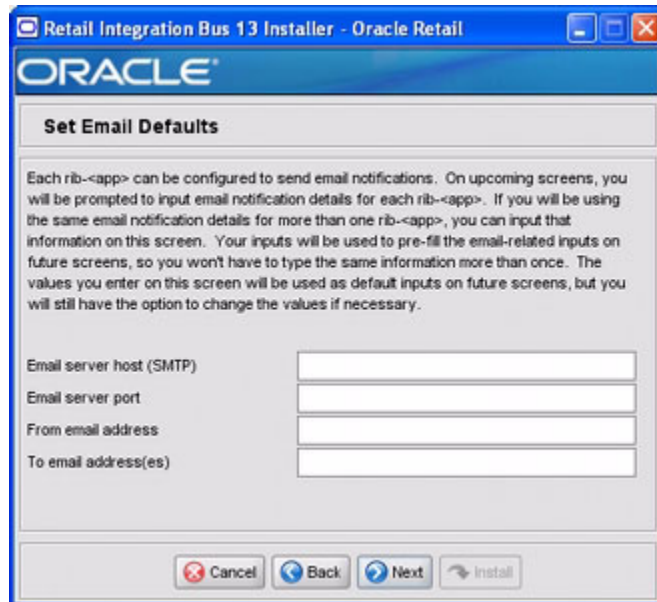 Retail Integration Bus 13 Installer - Oracle Retail
ORACLE®
Set Email Defaults
Each rib-<app> can be configured to send email notifications. On upcoming screens, you
will be prompted to input email notification details for each rib-<app>. If you will be using
the same email notification details for more than one rib-<app>, you can input that
information on this screen. Your inputs will be used to pre-fill the email-related inputs on
future screens, so you won't have to type the same information more than once. The
values you enter on this screen will be used as default inputs on future screens, but you
will still have the option to change the values if necessary.
Email server host (SMTP)
Email server port
From email address
To email address(es)
Cancel Back Next Install